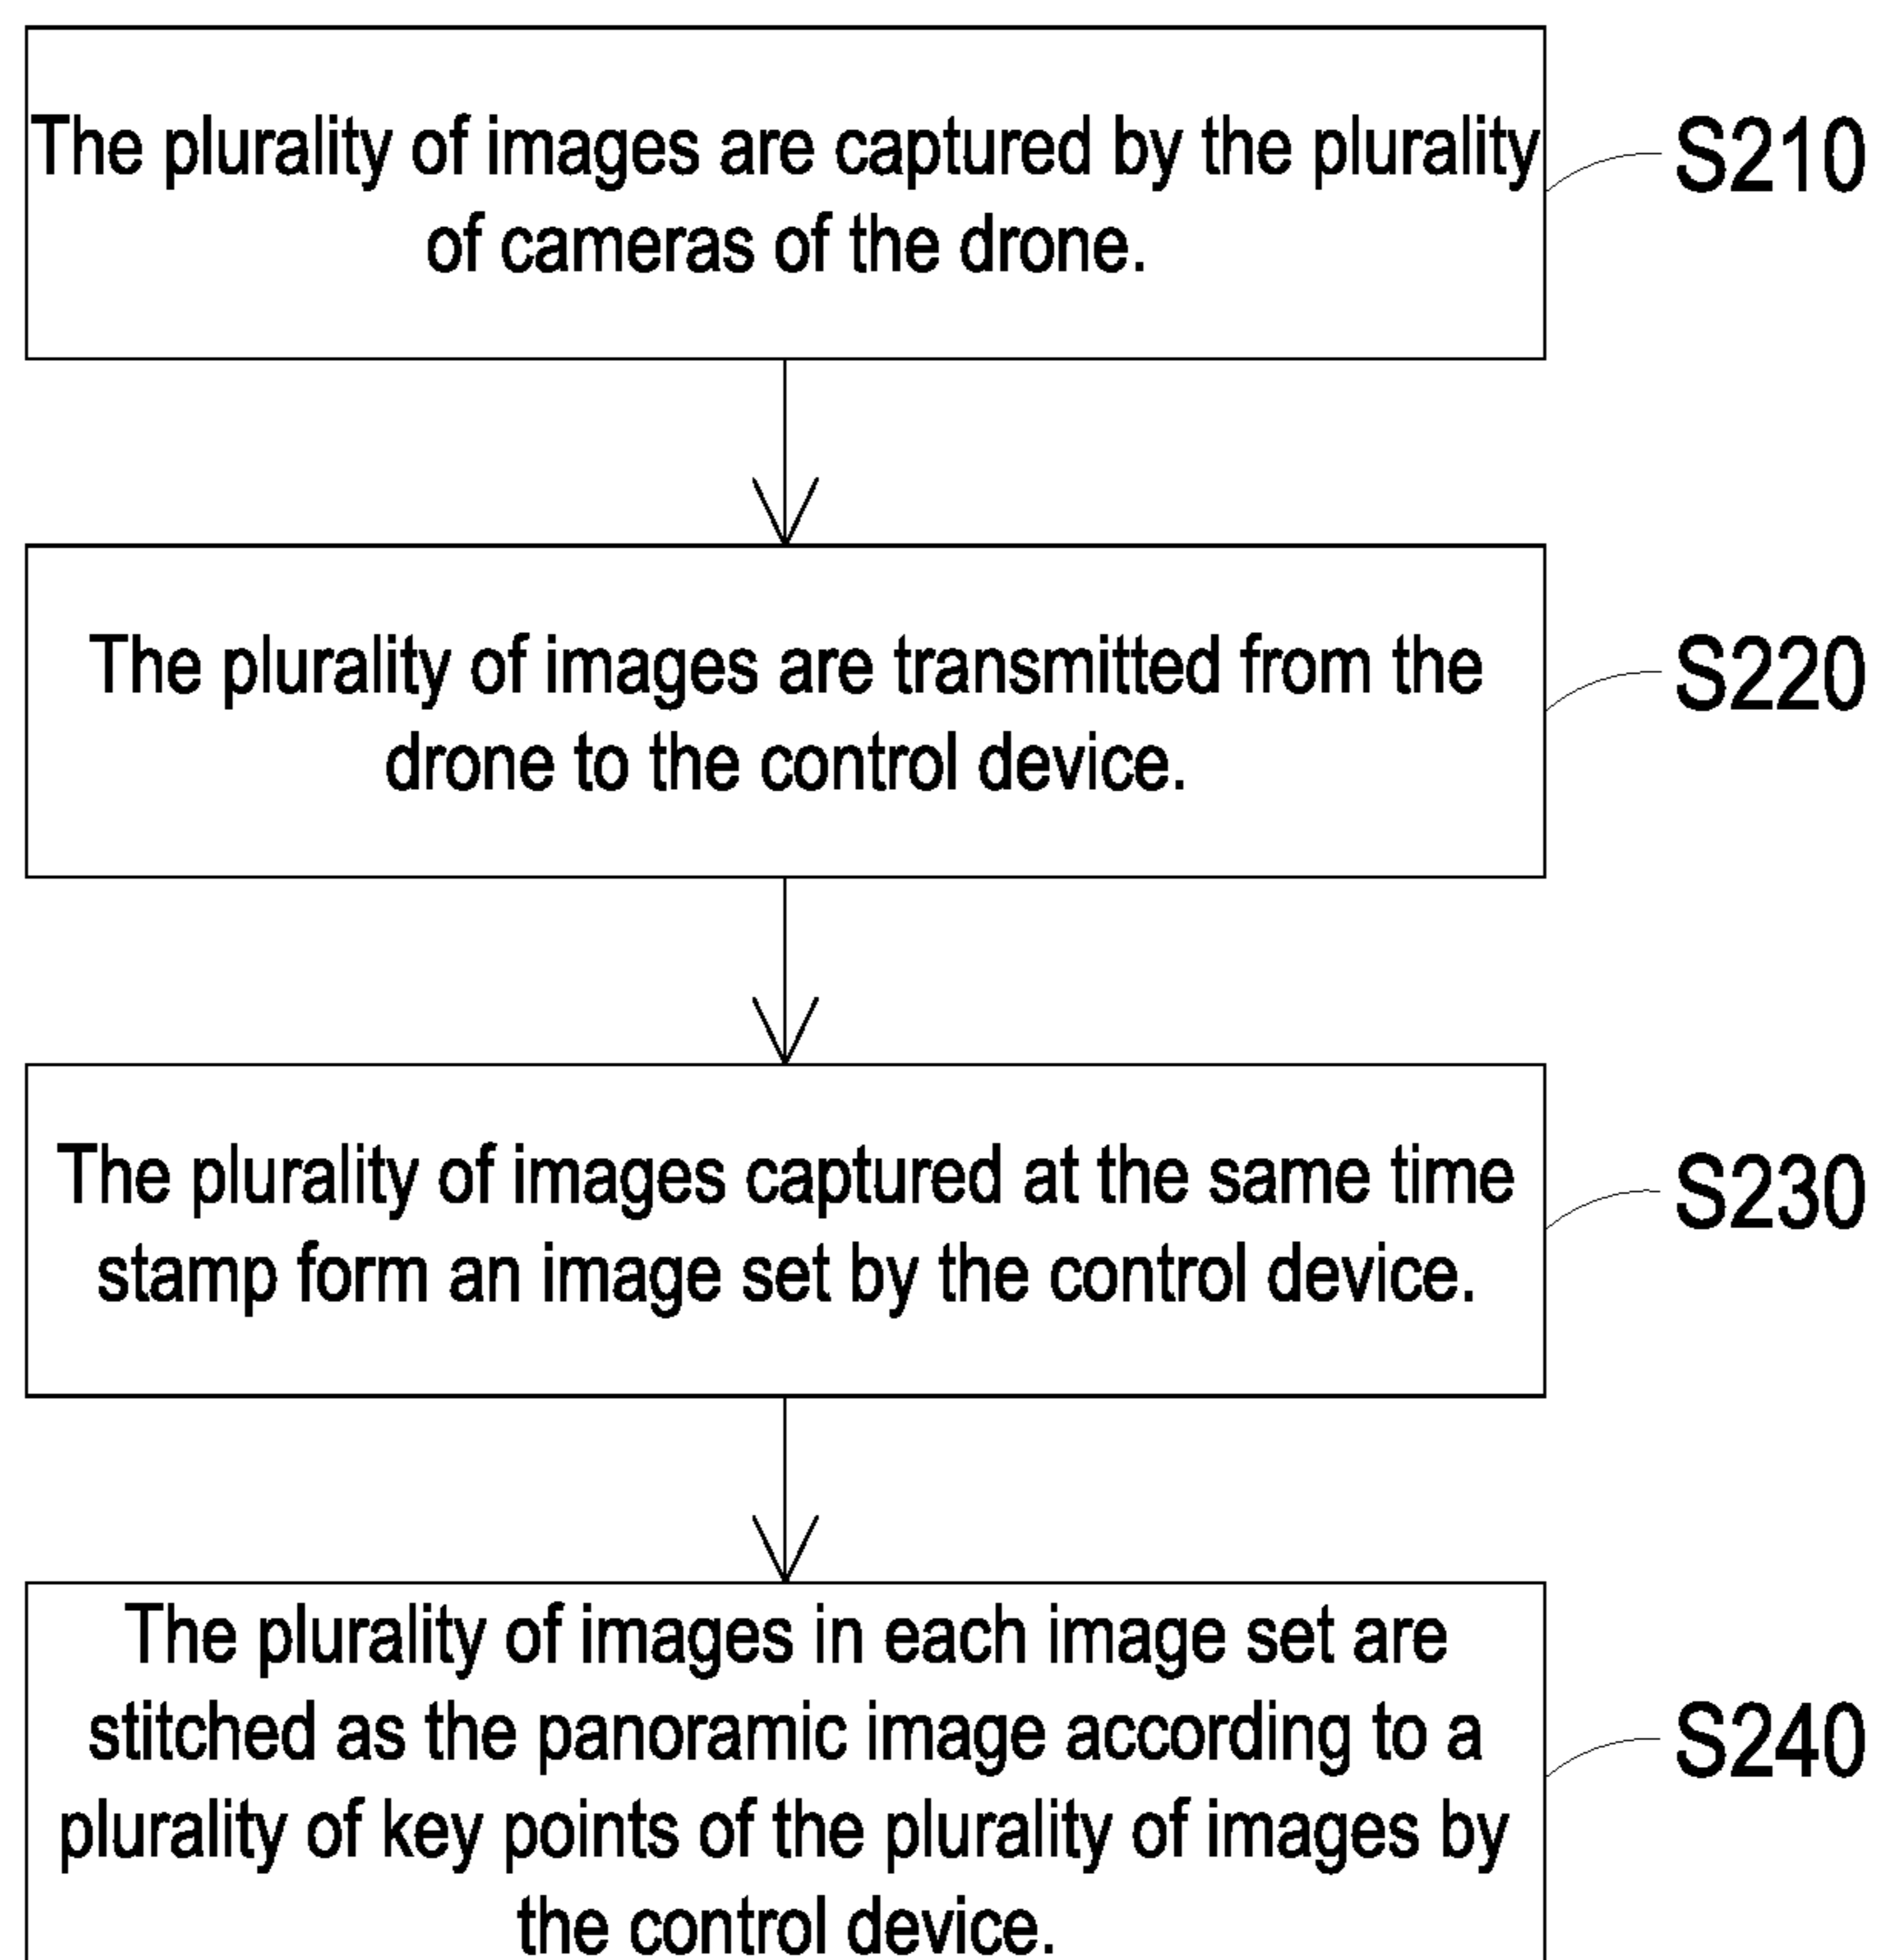 The plurality of images are captured by the plurality
of cameras of the drone.
S210
The plurality of images are transmitted from the
drone to the control device.
S220
The plurality of images captured at the same time
stamp form an image set by the control device.
S230
The plurality of images in each image set are
stitched as the panoramic image according to a
plurality of key points of the plurality of images by
the control device.
S240